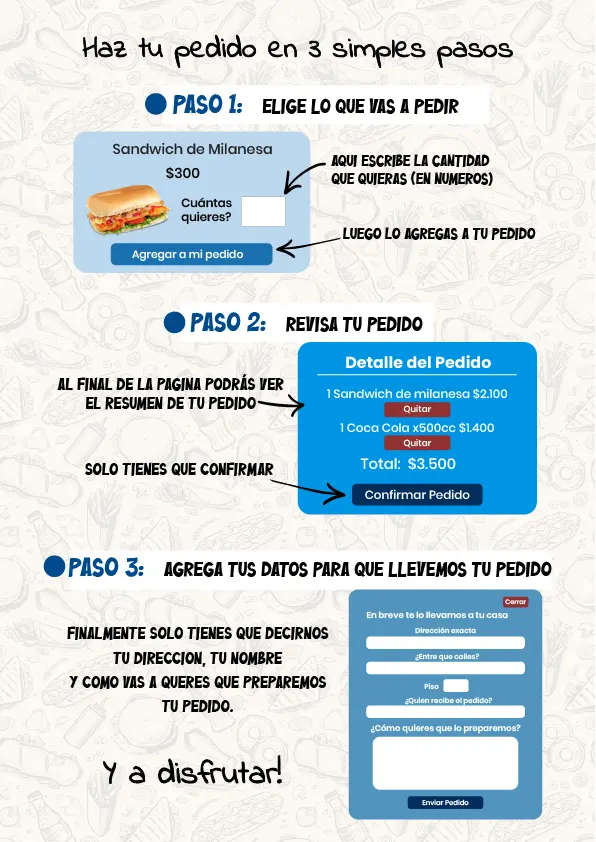 Haz tu pedido en 3 simples pasos
PASO 1: ELIGE LO QUE VAS A PEDIR
Sandwich de Milanesa
$300
Cuántas
quieres?
Agregar a mi pedido
AQUI ESCRIBE LA CANTIDAD
QUE QUIERAS (EN NUMEROS)
LUEGO LO AGREGAS A TU PEDIDO
PASO 2: REVISA TU PEDIDO
AL FINAL DE LA PAGINA PODRÁS VER
EL RESUMEN DE TU PEDIDO
SOLO TIENES QUE CONFIRMAR
Detalle del Pedido
1 Sandwich de milanesa $2.100
Quitar
1 Coca Cola x500cc $1.400
Quitar
Total: $3.500
Confirmar Pedido
PASO 3: AGREGA TUS DATOS PARA QUE LLEVEMOS TU PEDIDO
FINALMENTE SOLO TIENES QUE DECIRNOS
TU DIRECCION, TU NOMBRE
Y COMO VAS A QUERES QUE PREPAREMOS
TU PEDIDO.
Y a disfrutar!
Cerrar
En breve te lo llevamos a tu casa
Dirección exacta
¿Entre que calles?
Piso
¿Quien recibe el pedido?
¿Cómo quieres que lo preparemos?
Enviar Pedido